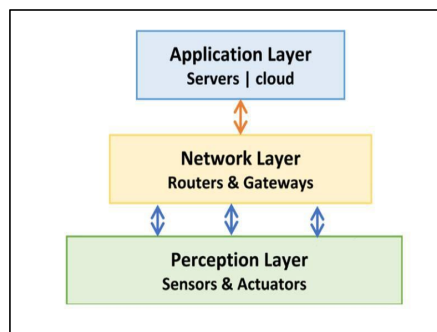 Application Layer
Servers | cloud
Network Layer
Routers & Gateways
Perception Layer
Sensors & Actuators